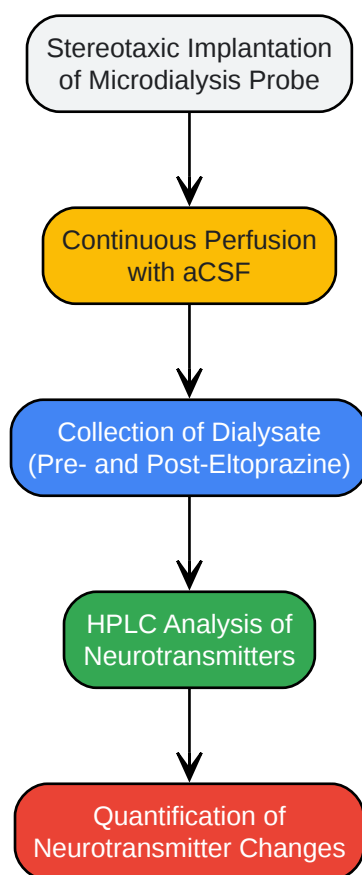 Stereotaxic Implantation
of Microdialysis Probe
Continuous Perfusion
with aCSF
Collection of Dialysate
(Pre- and Post-Eltoprazine)
HPLC Analysis of
Neurotransmitters
Quantification of
Neurotransmitter Changes